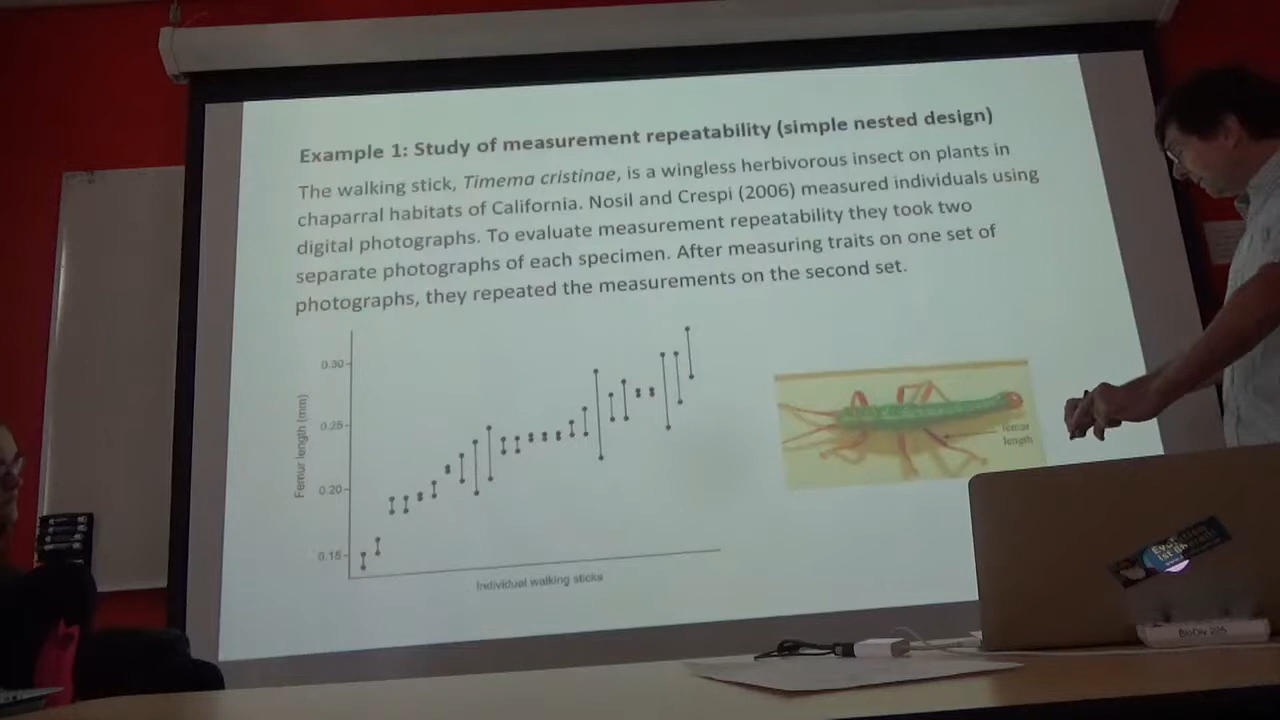 Example 1: Study of measurement repeatability (simple nested design)
The walking stick, Timema cristinae, is a wingless herbivorous insect on plants in
chaparral habitats of California. Nosil and Crespi (2006) measured individuals using
digital photographs. To evaluate measurement repeatability they took two
separate photographs of each specimen. After measuring traits on one set of
photographs, they repeated the measurements on the second set.
0.30
0.25
0.20
0.15
Femur length (mm)
Individual walking sticks
femur
length
BioDiv 205